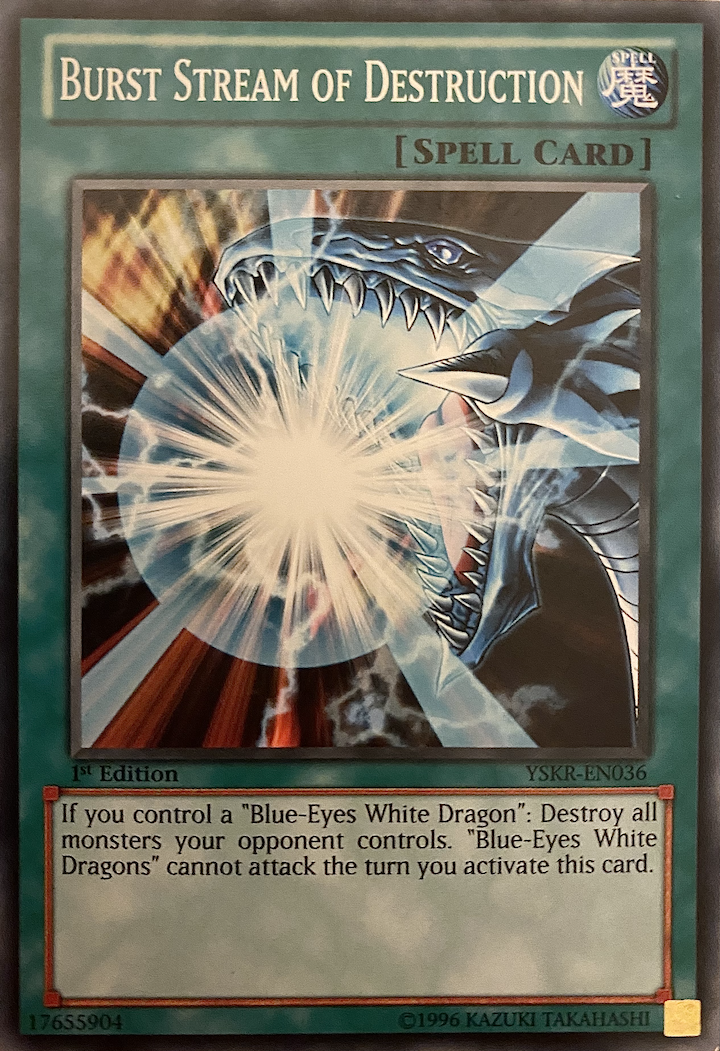 BURST STREAM OF DESTRUCTION
SPELL
魔
[SPELL CARD]
1st Edition
YSKR-EN036
If you control a "Blue-Eyes White Dragon": Destroy all
monsters your opponent controls. "Blue-Eyes White
Dragons" cannot attack the turn you activate this card.
17655904
©1996 KAZUKI TAKAHASHI